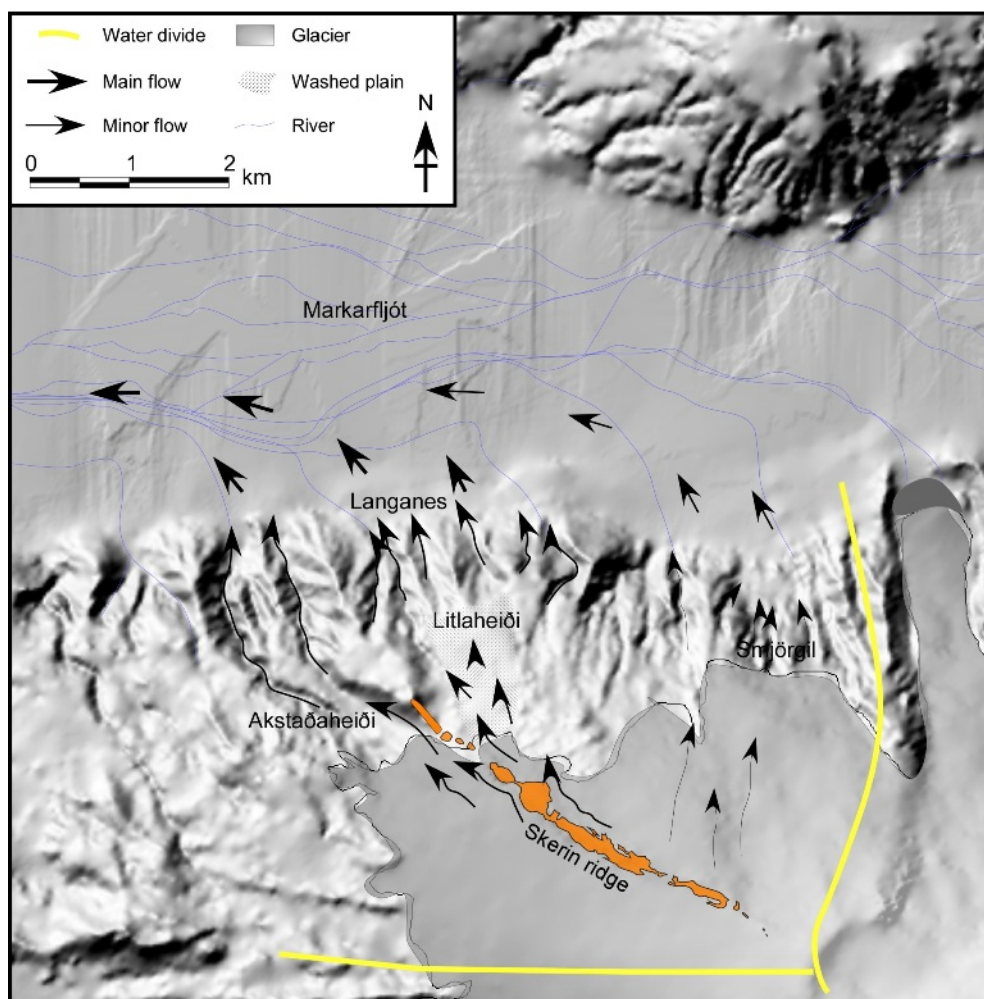 Water divide
Glacier
Main flow
Washed plain
Minor flow
River
N
0 1 2
km
Markarfljót
Langanes
Litlaheiði
Smjörgil
Akstaðaheiði
Skerin ridge